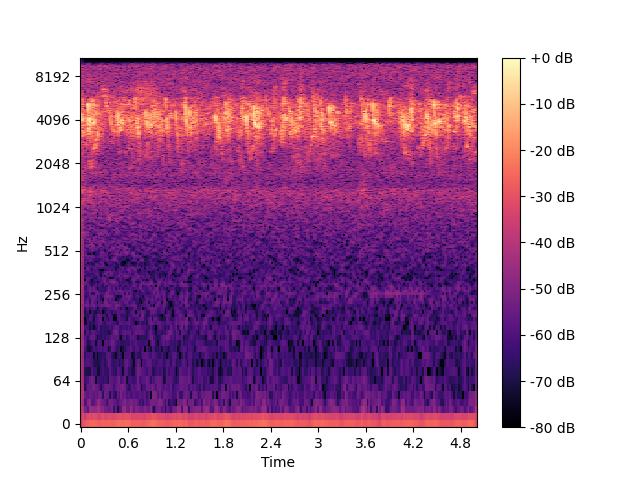 8192
4096
2048
1024
512
256
128
64
0
Hz
0 0.6 1.2 1.8 2.4 3 3.6 4.2 4.8
Time
+0 dB
-10 dB
-20 dB
-30 dB
-40 dB
-50 dB
-60 dB
-70 dB
-80 dB